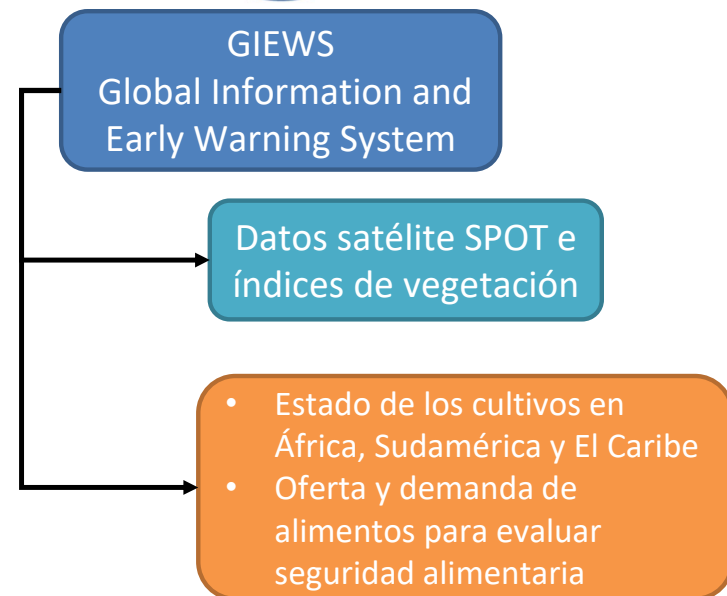 GIEWS
Global Information and
Early Warning System
Datos satélite SPOT e
índices de vegetación
• Estado de los cultivos en
África, Sudamérica y El Caribe
• Oferta y demanda de
alimentos para evaluar
seguridad alimentaria